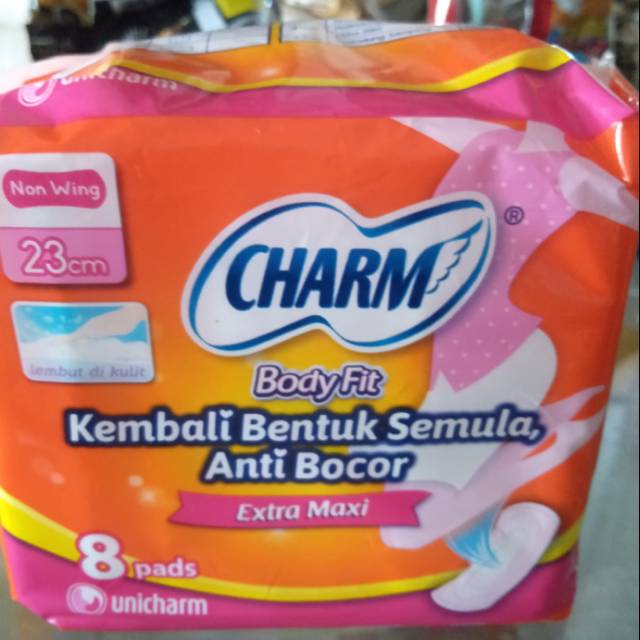 unicharm
Non Wing
23cm
CHARM®
lembut di kulit
Body Fit
Kembali Bentuk Semula,
Anti Bocor
Extra Maxi
8 pads
unicharm